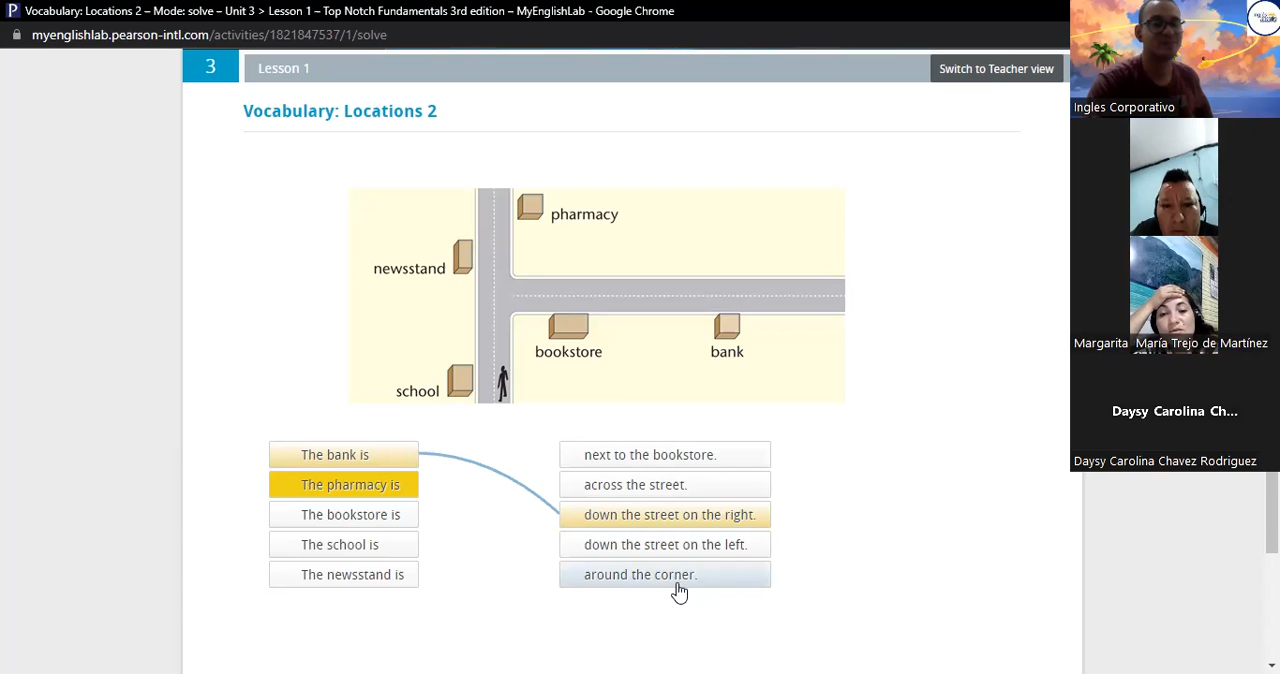 Vocabulary: Locations 2 – Mode: solve – Unit 3 > Lesson 1 – Top Notch Fundamentals 3rd edition – MyEnglishLab - Google Chrome
myenglishlab.pearson-intl.com/activities/1821847537/1/solve
3
Lesson 1
Switch to Teacher view
Vocabulary: Locations 2
pharmacy
newsstand
bookstore
bank
school
The bank is
The pharmacy is
The bookstore is
The school is
The newsstand is
next to the bookstore.
across the street.
down the street on the right.
down the street on the left.
around the corner.
Ingles Corporativo
Margarita María Trejo de Martínez
Daysy Carolina Ch...
Daysy Carolina Chavez Rodriguez